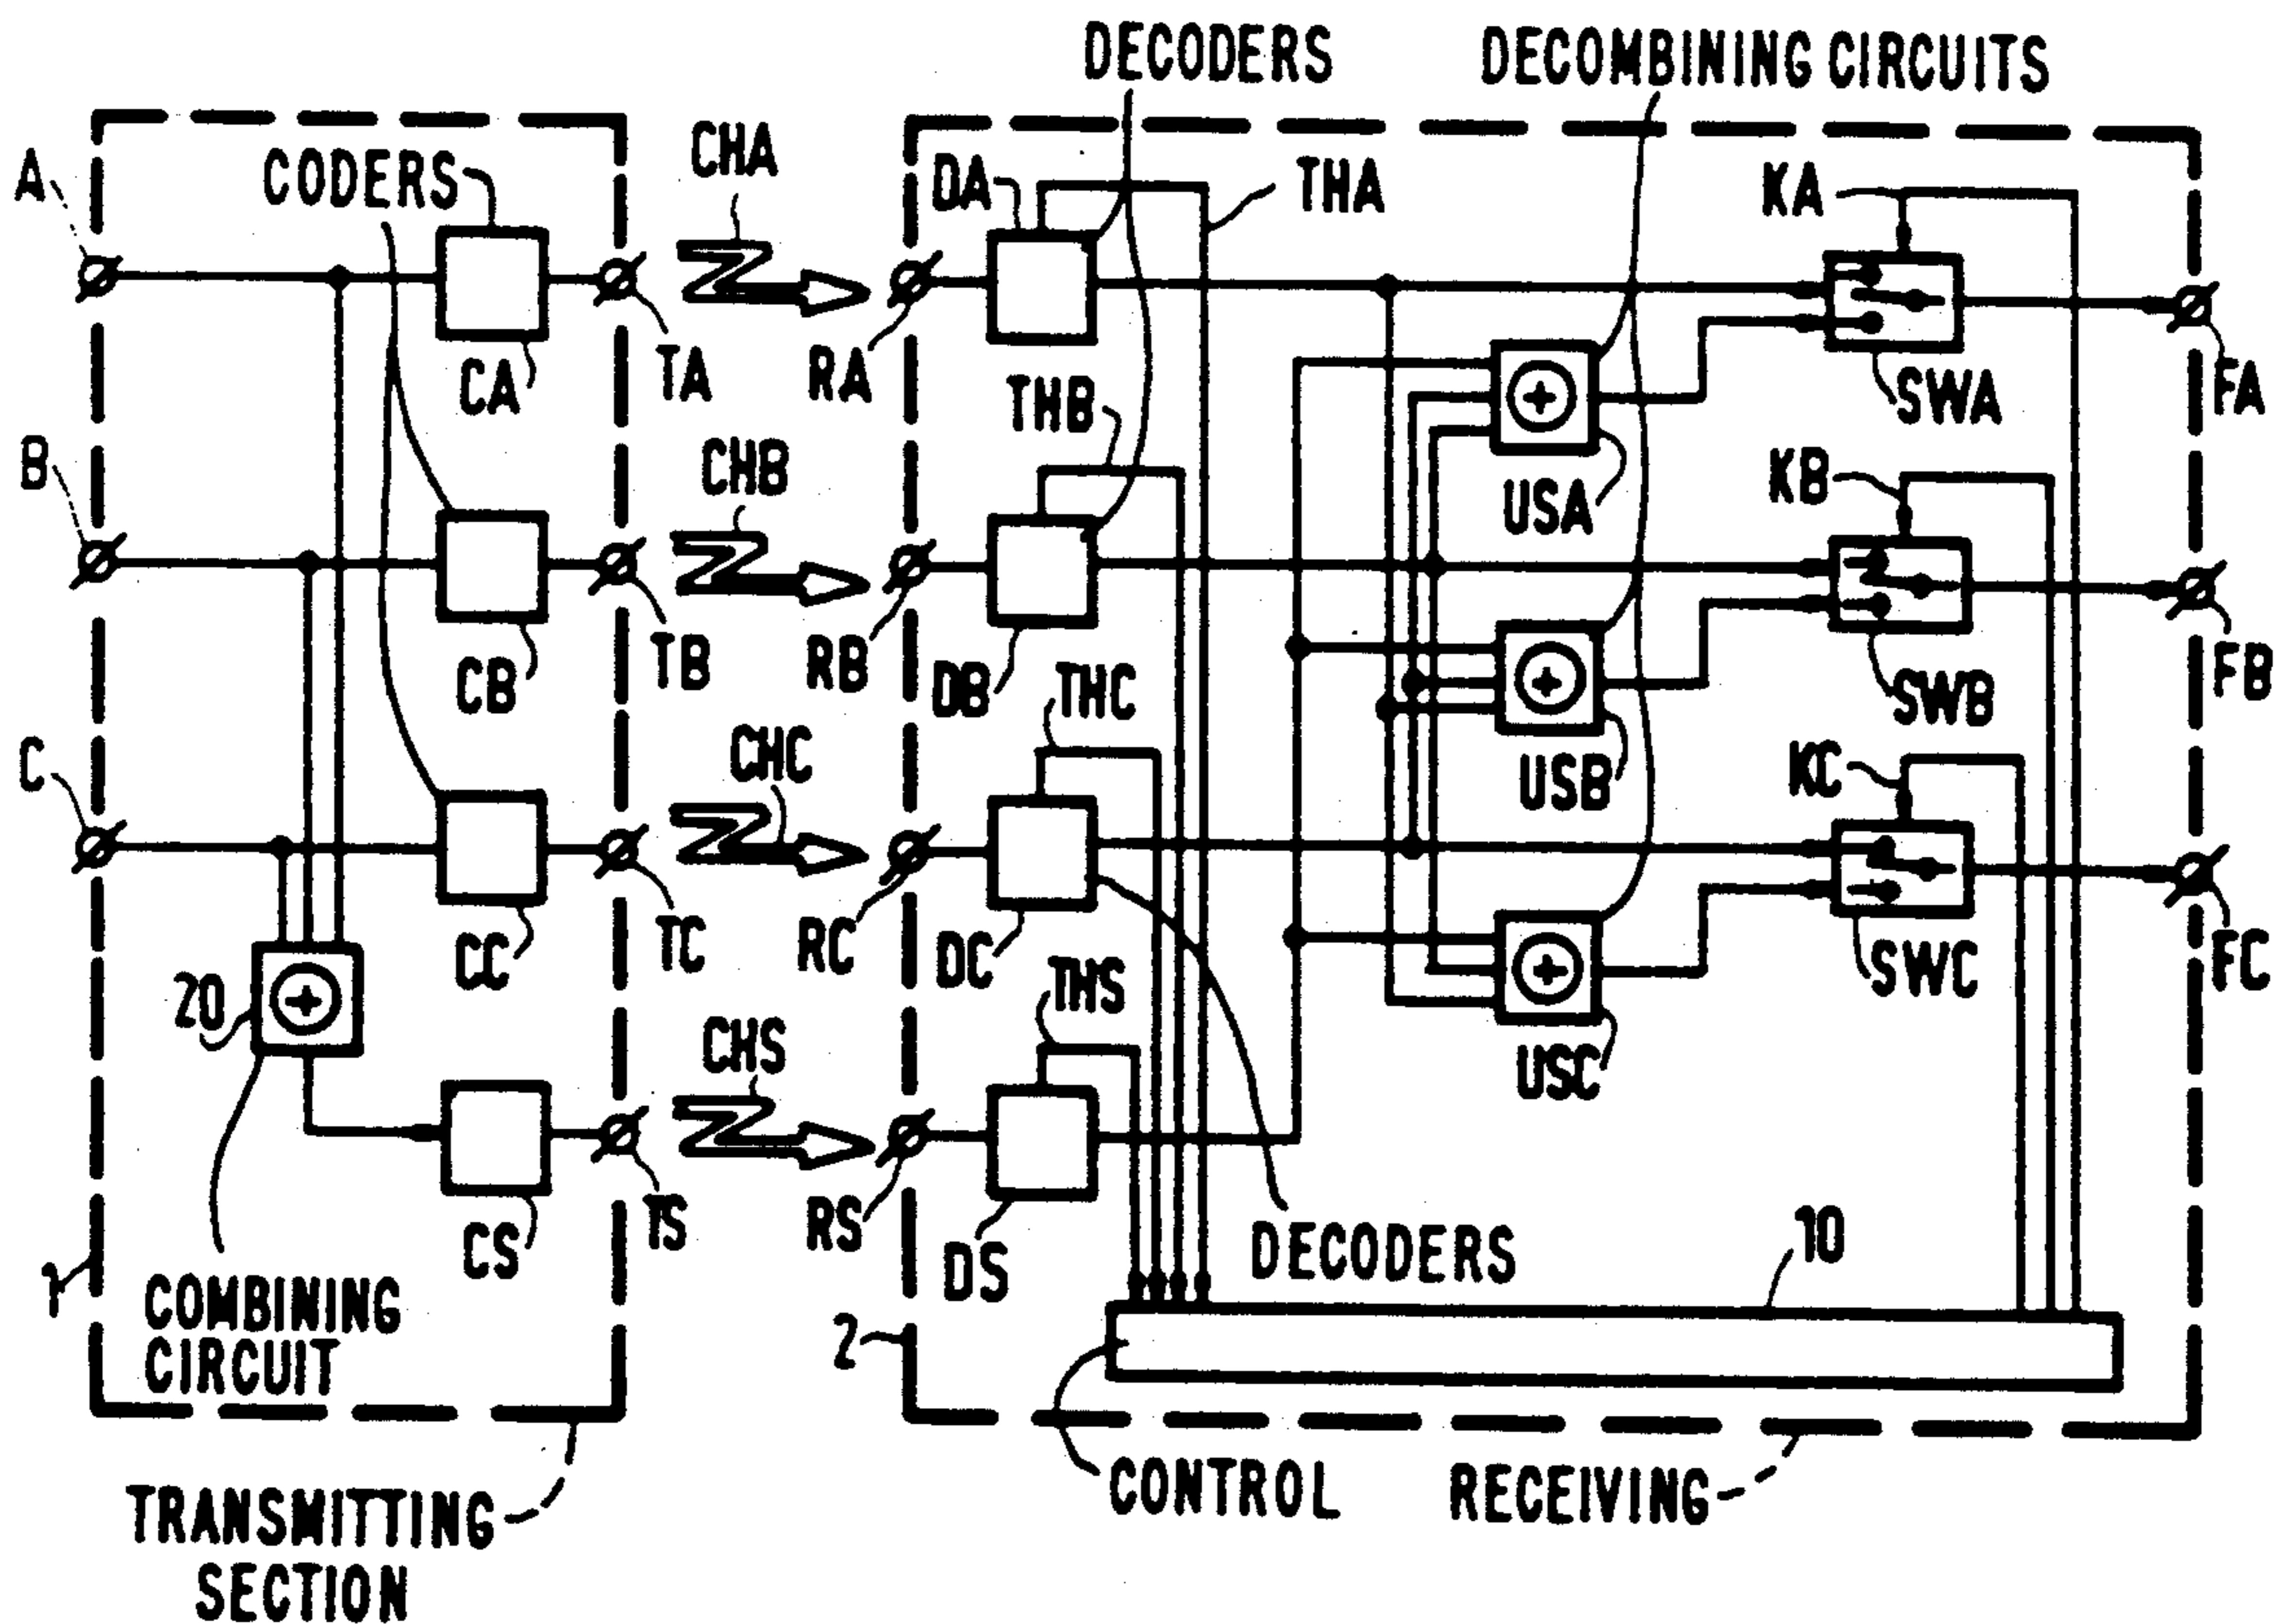 DECODERS
DECOMBINING CIRCUITS
A
CODERS
CHA
DA
THA
KA
CA
TA
RA
THB
SWA
FA
B
CHB
USA
KB
CB
TB
RB
DB
THC
SWB
FB
C
CHC
USB
KC
20
CC
TC
RC
DC
THS
SWC
FC
CHS
USC
CS
TS
RS
DS
DECODERS
10
1
COMBINING
CIRCUIT
2
TRANSMITTING
SECTION
CONTROL
RECEIVING